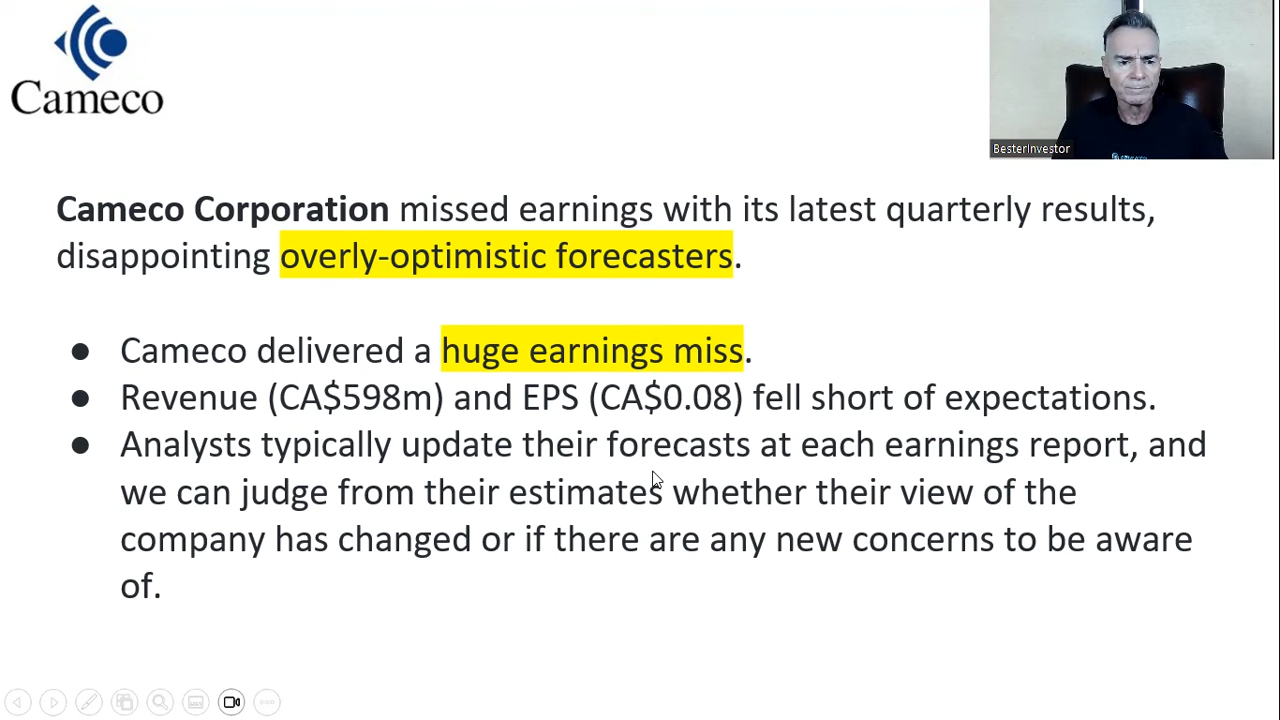 Cameco
BesterInvestor
Cameco Corporation missed earnings with its latest quarterly results,
disappointing overly-optimistic forecasters.
● Cameco delivered a huge earnings miss.
● Revenue (CA$598m) and EPS (CA$0.08) fell short of expectations.
● Analysts typically update their forecasts at each earnings report, and
we can judge from their estimates whether their view of the
company has changed or if there are any new concerns to be aware
of.